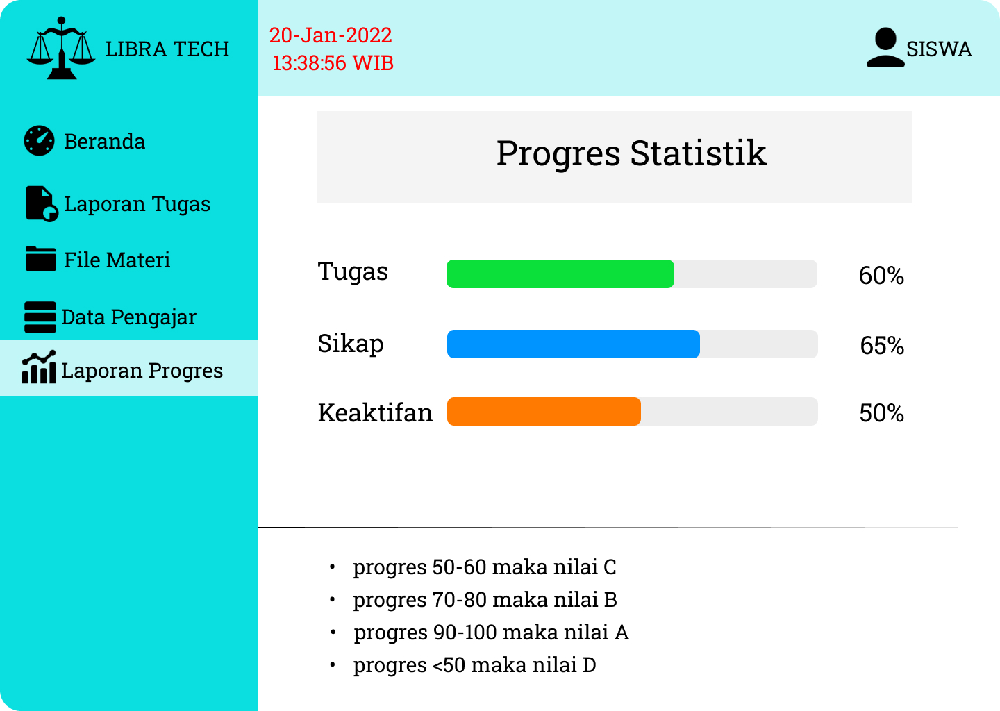 LIBRA TECH
20-Jan-2022
13:38:56 WIB
SISWA
Beranda
Laporan Tugas
File Materi
Data Pengajar
Laporan Progres
Progres Statistik
Tugas 60%
Sikap 65%
Keaktifan 50%
• progres 50-60 maka nilai C
• progres 70-80 maka nilai B
• progres 90-100 maka nilai A
• progres <50 maka nilai D